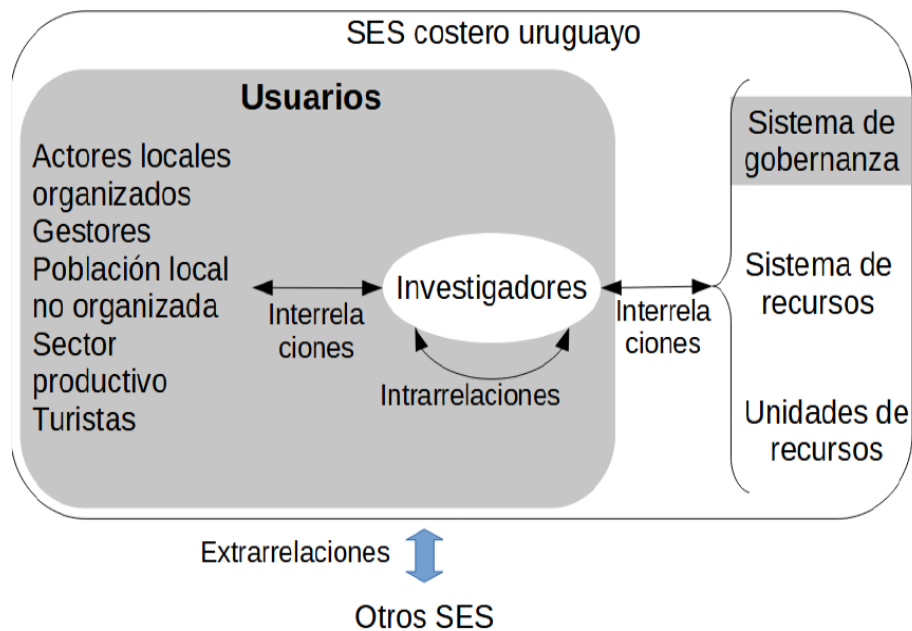 SES costero uruguayo
Usuarios
Actores locales
organizados
Gestores
Población local
no organizada
Sector
productivo
Turistas
Interrela
ciones
Investigadores
Intrarrelaciones
Interrela
ciones
Sistema de
gobernanza
Sistema de
recursos
Unidades de
recursos
Extrarrelaciones
Otros SES